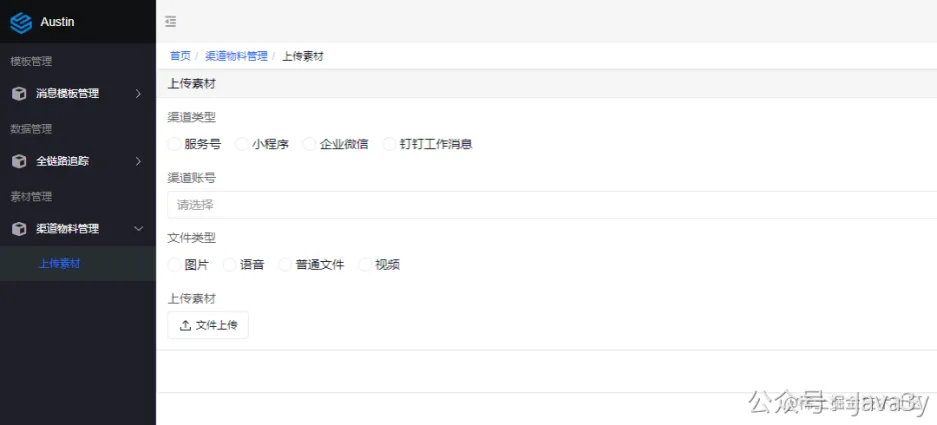 Austin
模板管理
消息模板管理
数据管理
全链路追踪
素材管理
渠道物料管理
上传素材
首页 / 渠道物料管理 / 上传素材
上传素材
渠道类型
服务号 小程序 企业微信 钉钉工作消息
渠道账号
请选择
文件类型
图片 语音 普通文件 视频
上传素材
文件上传
公众号 · Java3y